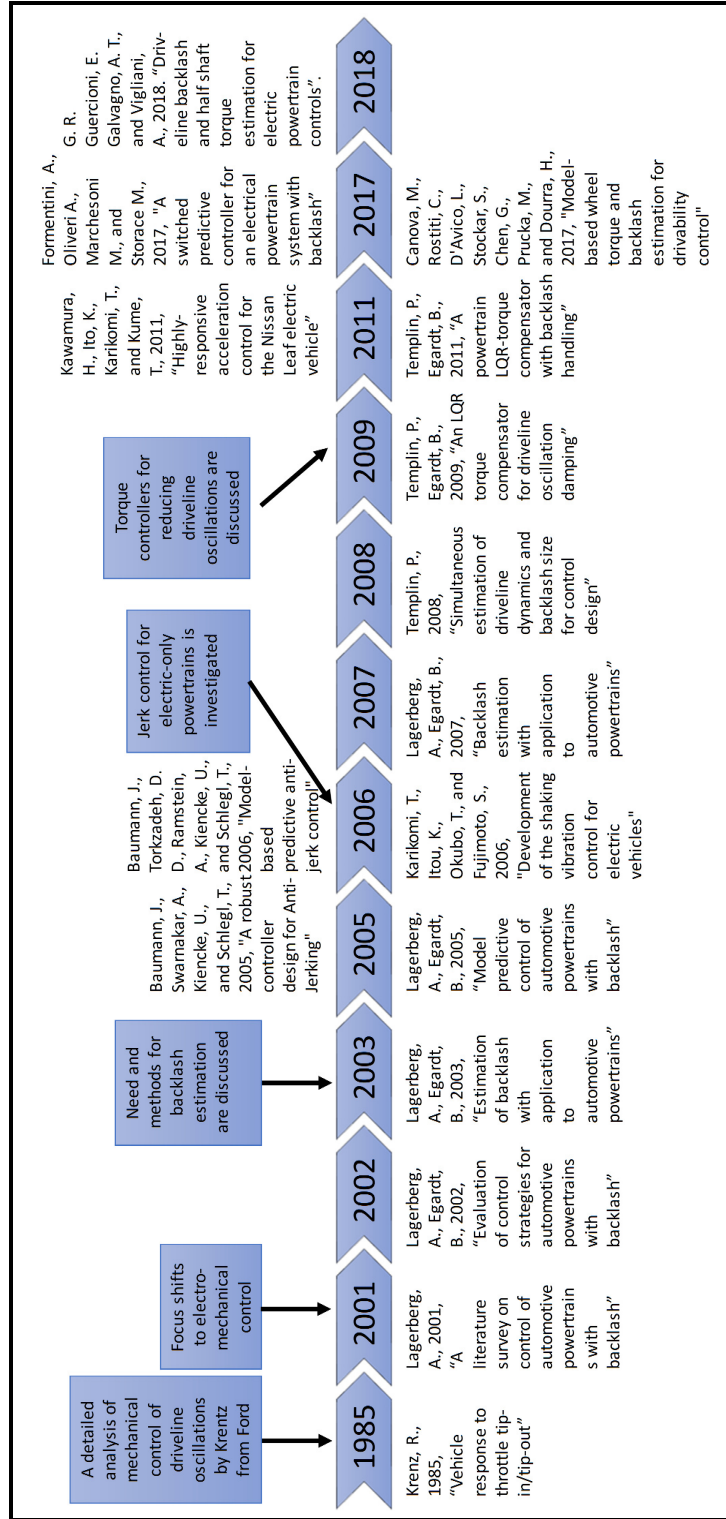 A detailed
analysis of
mechanical
control of
driveline
oscillations
by Krentz
from Ford
Focus shifts
to electro-
mechanical
control
Need and
methods for
backlash
estimation
are discussed
Baumann, J.,
Swarnakar, A.,
Kiencke, U.,
and Schlegl, T.,
2005, "A robust
controller
design for Anti-
Jerking"
Baumann, J.,
Torkzadeh, D.
D., Ramstein,
A., Kiencke, U.,
and Schlegl, T.,
2006, "Model-
based
predictive anti-
jerk control"
Jerk control for
electric-only
powertrains is
investigated
Torque
controllers for
reducing
driveline
oscillations are
discussed
Kawamura,
H., Ito, K.,
Karikomi, T.,
and Kume,
T., 2011,
“Highly-
responsive
acceleration
control for
the Nissan
Leaf electric
vehicle”
Formentini, A.,
Oliveri A.,
Marchesoni
M., and
Storace M.,
2017, "A
switched
predictive
controller for
an electrical
powertrain
system with
backlash”
G. R.
Guercioni, E.
Galvagno, A. T.,
and Vigliani,
A., 2018. “Driv-
eline backlash
and half shaft
torque
estimation for
electric
powertrain
controls”.
1985
2001
2002
2003
2005
2006
2007
2008
2009
2011
2017
2018
Krenz, R.,
1985,
“Vehicle
response to
throttle tip-
in/tip-out”
Lagerberg,
A., 2001,
“A
literature
survey on
control of
automotive
powertrain
s with
backlash”
Lagerberg,
A., Egardt,
B., 2002,
“Evaluation
of control
strategies for
automotive
powertrains
with
backlash”
Lagerberg,
A., Egardt,
B., 2003,
“Estimation
of backlash
with
application
to
automotive
powertrains”
Lagerberg,
A., Egardt,
B., 2005,
“Model
predictive
control of
automotive
powertrains
with
backlash”
Karikomi, T.,
Itou, K.,
Okubo, T., and
Fujimoto, S.,
2006,
"Development
of the shaking
vibration
control for
electric
vehicles"
Lagerberg,
A., Egardt, B.,
2007,
“Backlash
estimation
with
application
to
automotive
powertrains”
Templin, P.,
2008,
“Simultaneous
estimation of
driveline
dynamics and
backlash size
for control
design”
Templin, P.,
Egardt, B.,
2009, “An LQR
torque
compensator
for driveline
oscillation
damping”
Templin, P.,
Egardt, B.,
2011, “A
powertrain
LQR-torque
compensator
with backlash
handling”
Canova, M.,
Rostiti, C.,
D'Avico, L.,
Stockar, S.,
Chen, G.,
Prucka, M.,
and Dourra, H.,
2017, "Model-
based wheel
torque and
backlash
estimation for
drivability
control"